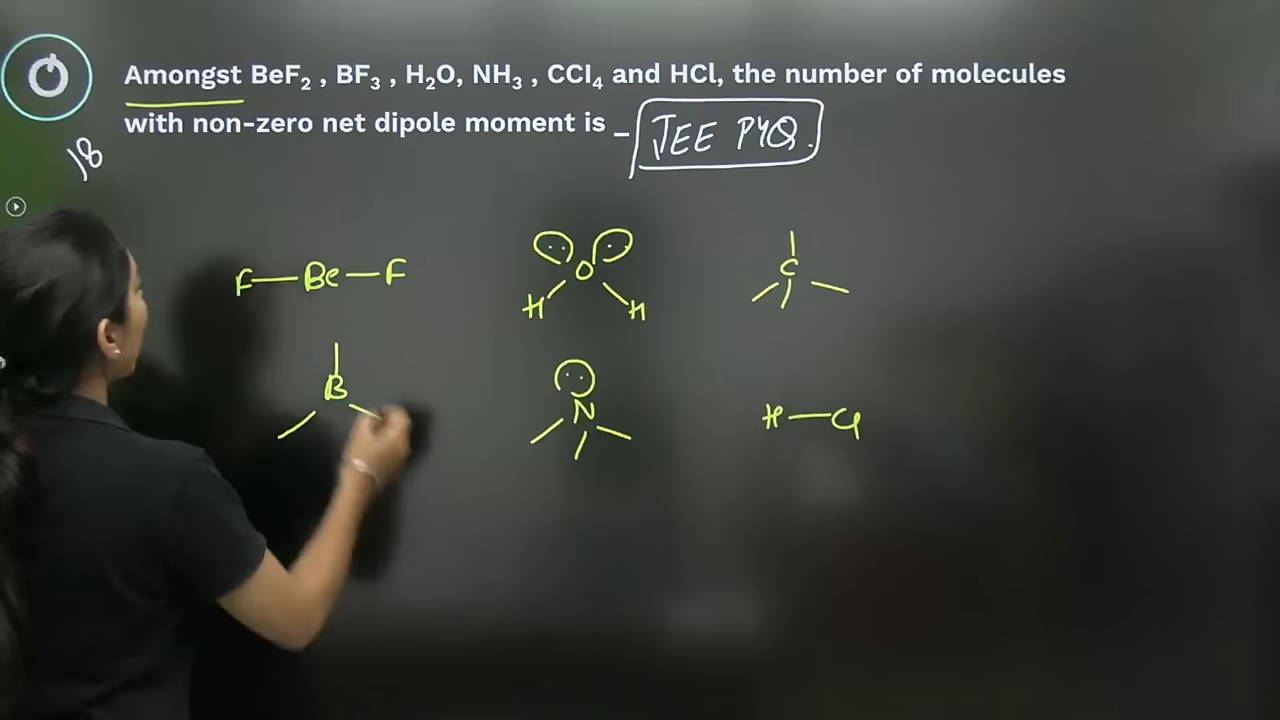 Amongst BeF₂ , BF₃ , H₂O, NH₃ , CCl₄ and HCl, the number of molecules
with non-zero net dipole moment is _ JEE PYQ.
18
F—Be—F
O
H H
C
B
N
H—Cl